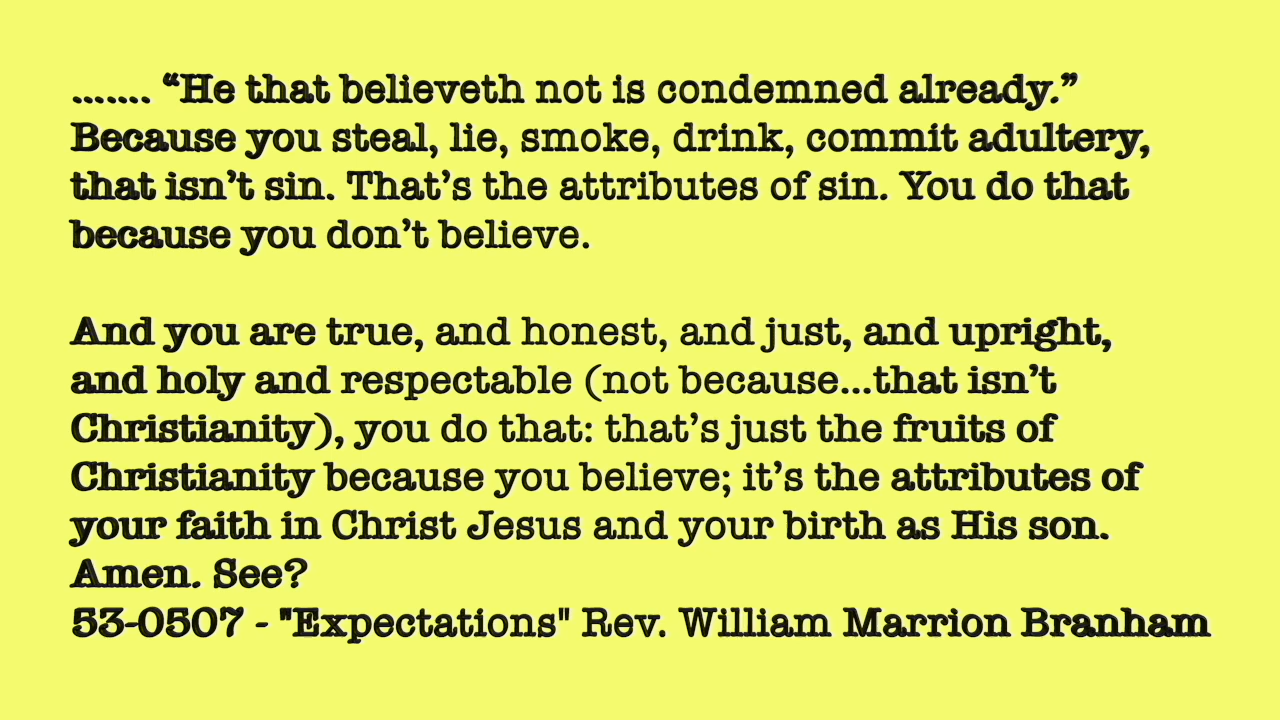 ....... “He that believeth not is condemned already.”
Because you steal, lie, smoke, drink, commit adultery,
that isn’t sin. That’s the attributes of sin. You do that
because you don’t believe.
And you are true, and honest, and just, and upright,
and holy and respectable (not because...that isn’t
Christianity), you do that: that’s just the fruits of
Christianity because you believe; it’s the attributes of
your faith in Christ Jesus and your birth as His son.
Amen. See?
53-0507 - "Expectations" Rev. William Marrion Branham